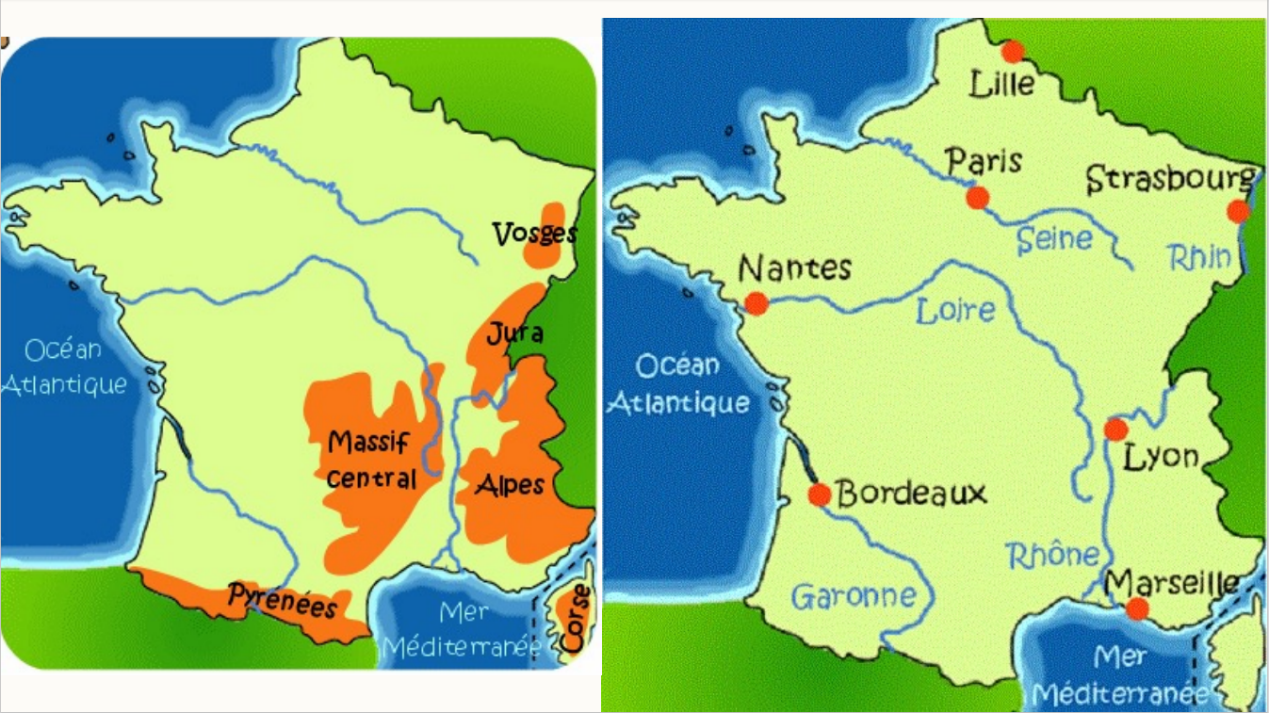 Vosges
Jura
Océan
Atlantique
Massif
central
Alpes
Pyrenées
Corse
Mer
Méditerranée
Lille
Paris
Strasbourg
Seine
Rhin
Nantes
Loire
Océan
Atlantique
Lyon
Bordeaux
Rhône
Garonne
Marseille
Mer
Méditerranée